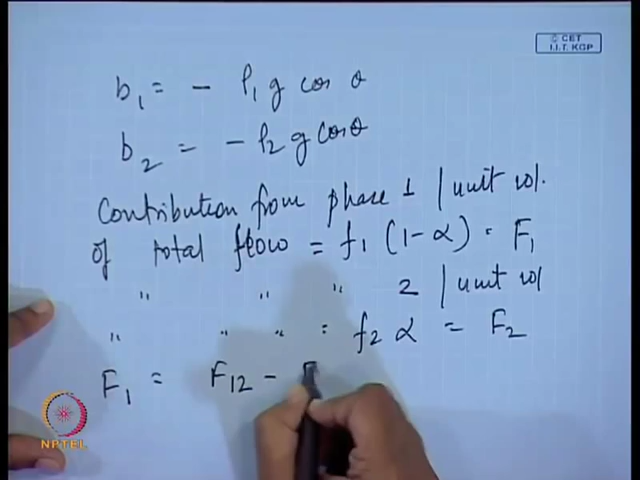 © CET
I.I.T. KGP
b₁ = - ρ₁ g cos θ
b₂ = - ρ₂ g cos θ
Contribution from phase 1 / unit vol.
of total flow = f₁ (1-α) = F₁
" " " 2 / unit vol
" " " = f₂ α = F₂
F₁ = F₁₂ -
NPTEL